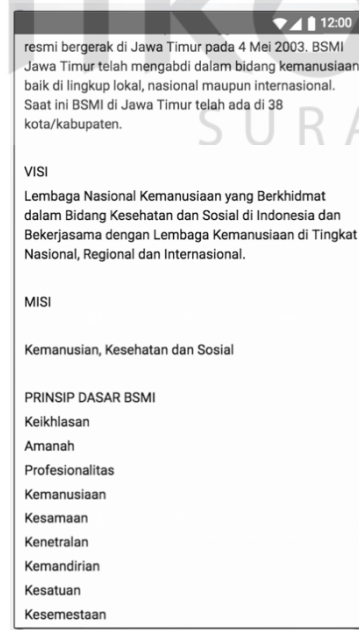 12:00
resmi bergerak di Jawa Timur pada 4 Mei 2003. BSMI
Jawa Timur telah mengabdi dalam bidang kemanusiaan
baik di lingkup lokal, nasional maupun internasional.
Saat ini BSMI di Jawa Timur telah ada di 38
kota/kabupaten.
SURA
VISI
Lembaga Nasional Kemanusiaan yang Berkhidmat
dalam Bidang Kesehatan dan Sosial di Indonesia dan
Bekerjasama dengan Lembaga Kemanusiaan di Tingkat
Nasional, Regional dan Internasional.
MISI
Kemanusian, Kesehatan dan Sosial
PRINSIP DASAR BSMI
Keikhlasan
Amanah
Profesionalitas
Kemanusiaan
Kesamaan
Kenetralan
Kemandirian
Kesatuan
Kesemestaan